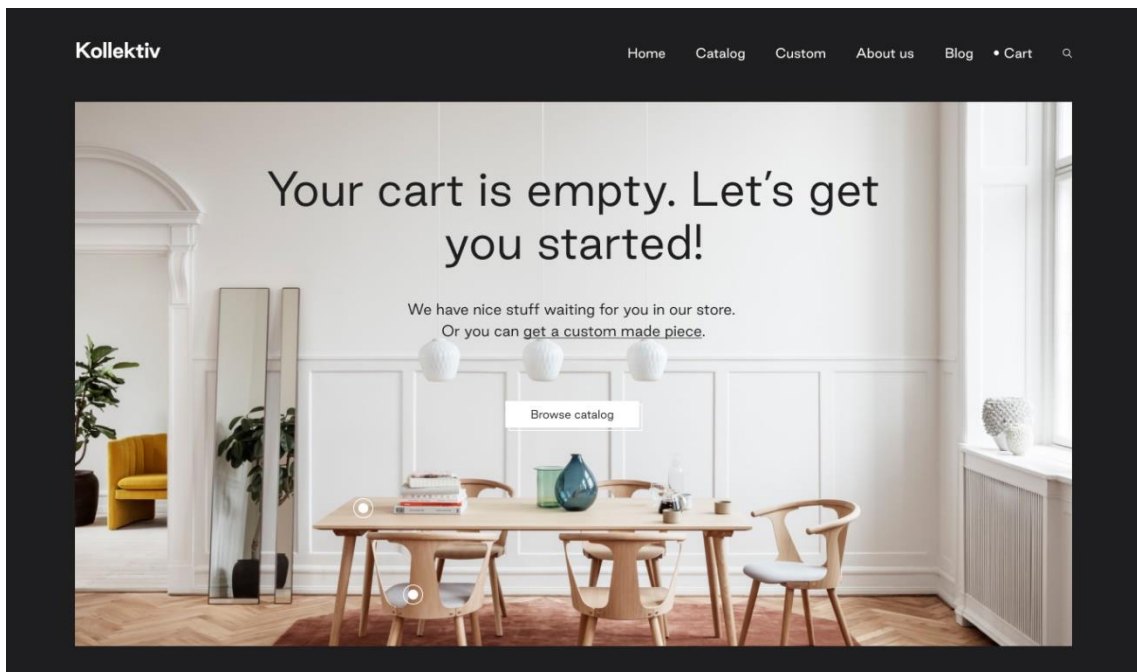 Kollektiv
Home Catalog Custom About us Blog • Cart
Your cart is empty. Let's get
you started!
We have nice stuff waiting for you in our store.
Or you can get a custom made piece.
Browse catalog